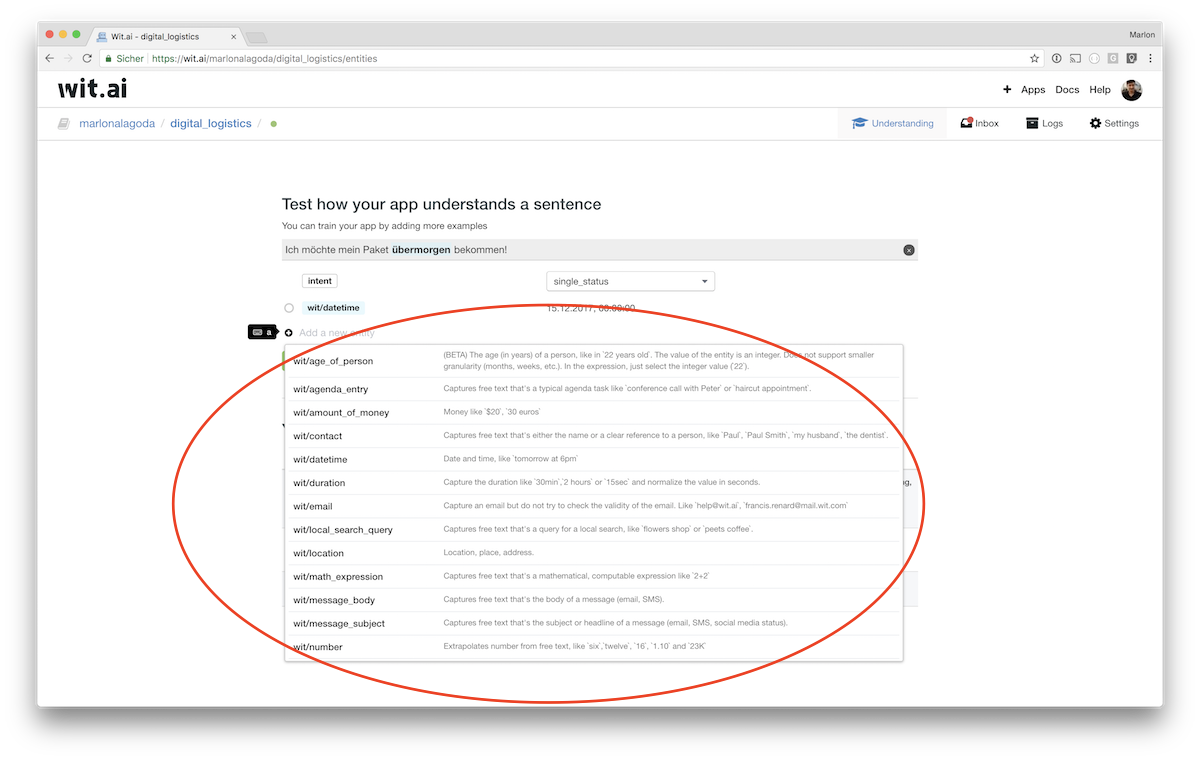 Wit.ai - digital_logistics
Marlon
Sicher https://wit.ai/marlonalagoda/digital_logistics/entities
wit.ai
Apps Docs Help
marlonalagoda / digital_logistics /
Understanding Inbox Logs Settings
Test how your app understands a sentence
You can train your app by adding more examples
Ich möchte mein Paket übermorgen bekommen!
intent single_status
wit/datetime 15.12.2017, 00:00:00
a Add a new entity
wit/age_of_person (BETA) The age (in years) of a person, like in `22 years old`. The value of the entity is an integer. Does not support smaller
granularity (months, weeks, etc.). In the expression, just select the integer value (`22`).
wit/agenda_entry Captures free text that's a typical agenda task like `conference call with Peter` or `haircut appointment`.
wit/amount_of_money Money like `$20`, `30 euros`
wit/contact Captures free text that's either the name or a clear reference to a person, like `Paul`, `Paul Smith`, `my husband`, `the dentist`.
wit/datetime Date and time, like `tomorrow at 6pm`
wit/duration Capture the duration like `30min`,`2 hours` or `15sec` and normalize the value in seconds.
wit/email Capture an email but do not try to check the validity of the email. Like `help@wit.ai`, `francis.renard@mail.wit.com`
wit/local_search_query Captures free text that's a query for a local search, like `flowers shop` or `peets coffee`.
wit/location Location, place, address.
wit/math_expression Captures free text that's a mathematical, computable expression like `2+2`
wit/message_body Captures free text that's the body of a message (email, SMS).
wit/message_subject Captures free text that's the subject or headline of a message (email, SMS, social media status).
wit/number Extrapolates number from free text, like `six`,`twelve`, `16`, `1.10` and `23K`